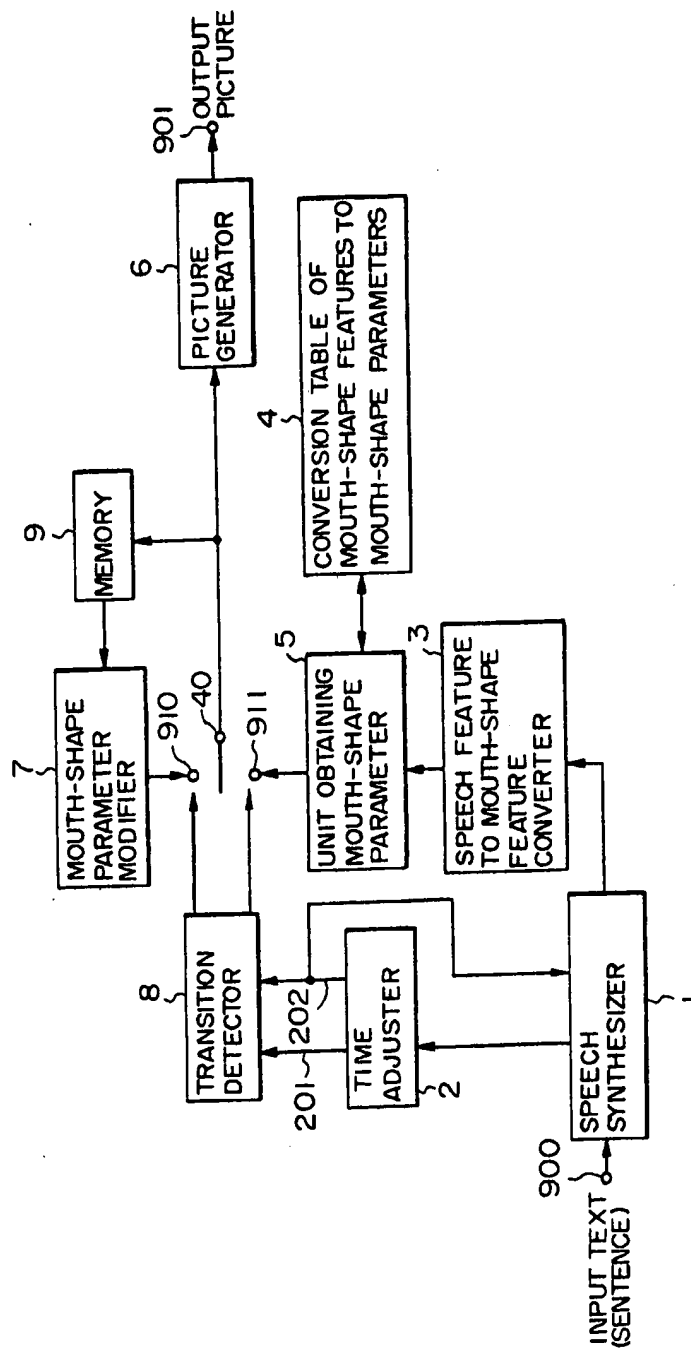 INPUT TEXT
(SENTENCE)
900
SPEECH
SYNTHESIZER
1
TIME
ADJUSTER
2
201
202
TRANSITION
DETECTOR
8
SPEECH FEATURE
TO MOUTH-SHAPE
FEATURE
CONVERTER
3
UNIT OBTAINING
MOUTH-SHAPE
PARAMETER
5
CONVERSION TABLE OF
MOUTH-SHAPE FEATURES TO
MOUTH-SHAPE PARAMETERS
4
MOUTH-SHAPE
PARAMETER
MODIFIER
7
910
40
911
MEMORY
9
PICTURE
GENERATOR
6
901
OUTPUT
PICTURE